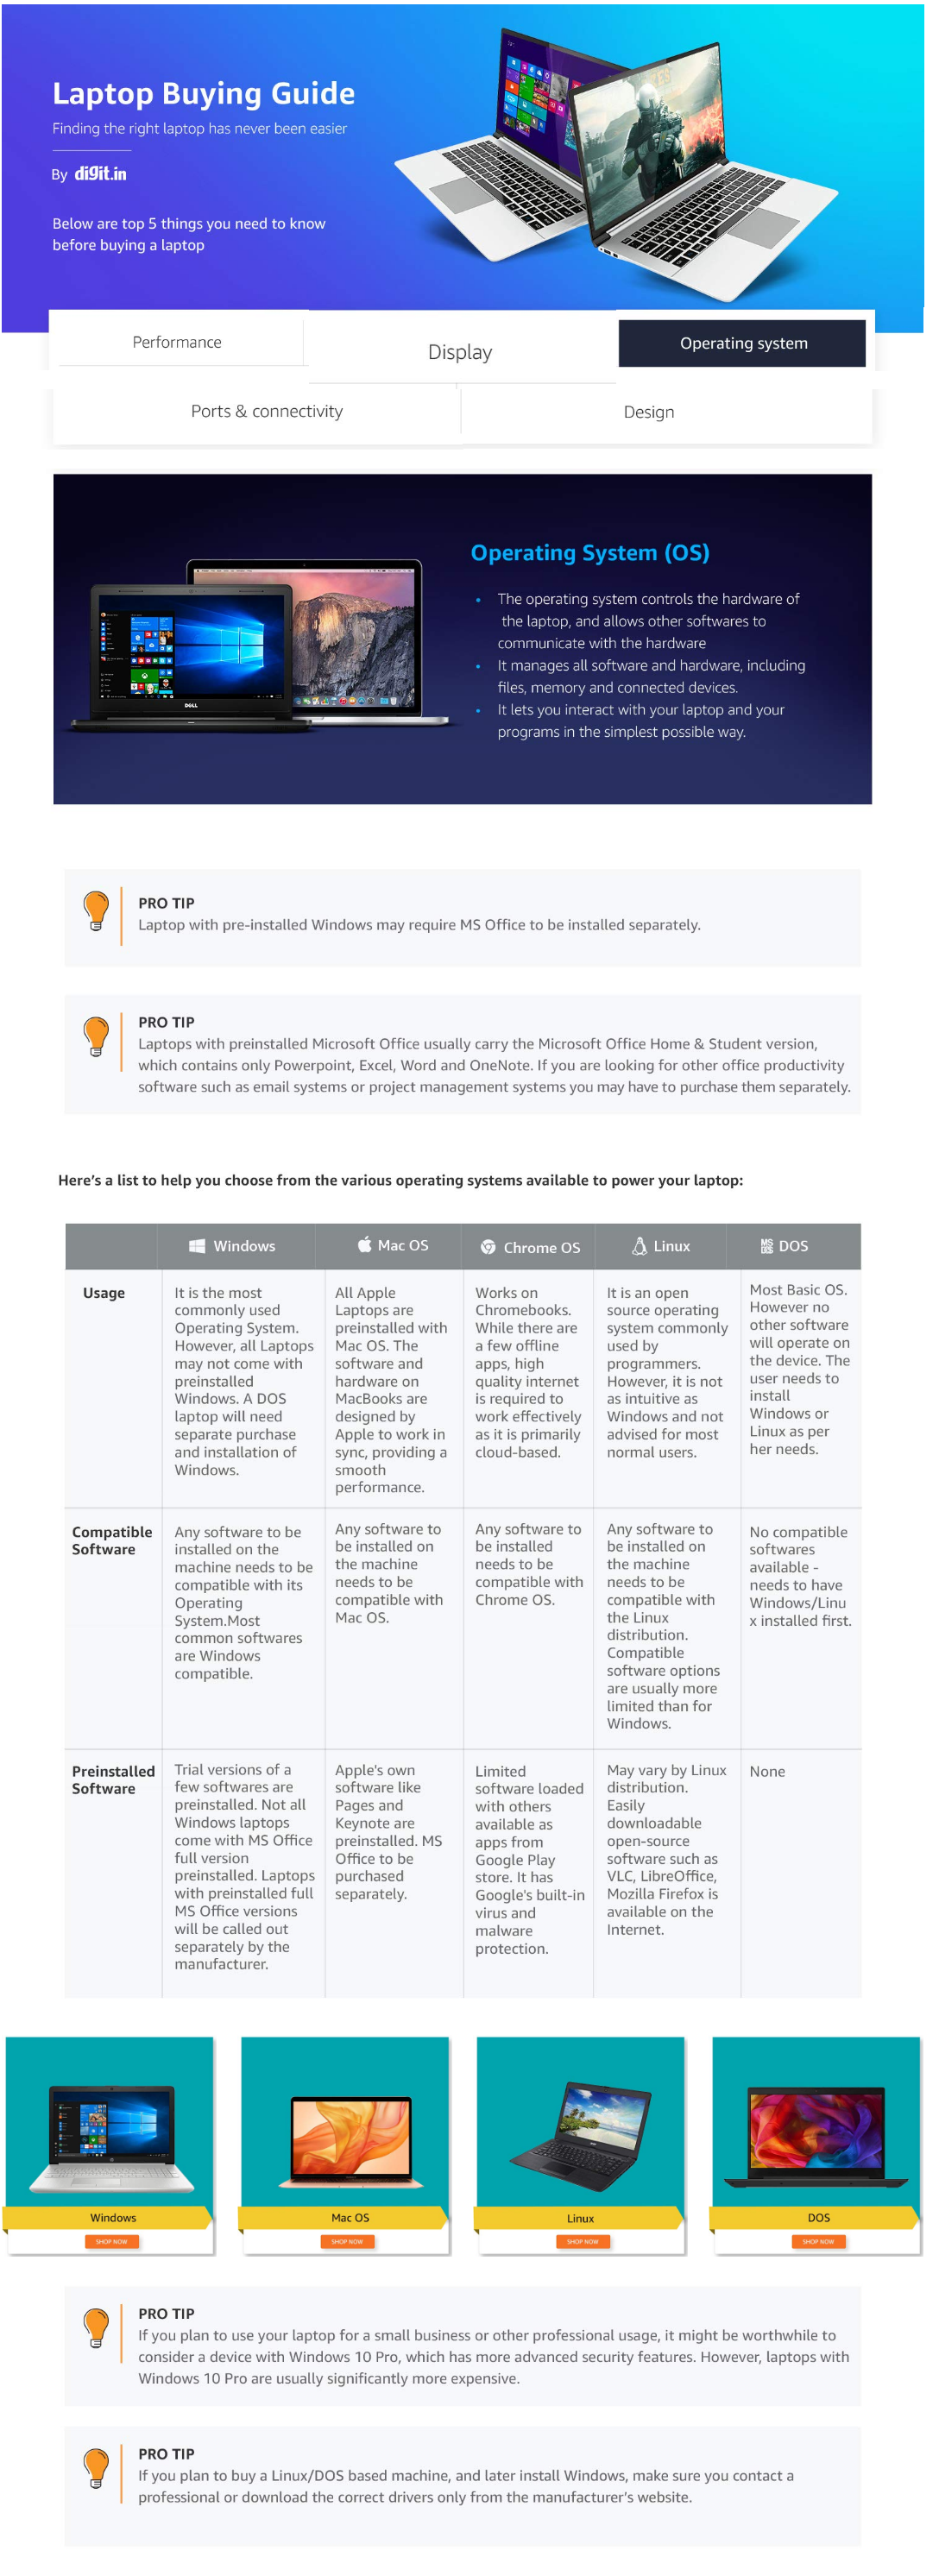 Laptop Buying Guide
Finding the right laptop has never been easier
By digit.in
Below are top 5 things you need to know
before buying a laptop
Performance
Display
Operating system
Ports & connectivity
Design
Operating System (OS)
• The operating system controls the hardware of
the laptop, and allows other softwares to
communicate with the hardware
• It manages all software and hardware, including
files, memory and connected devices.
• It lets you interact with your laptop and your
programs in the simplest possible way.
DELL
PRO TIP
Laptop with pre-installed Windows may require MS Office to be installed separately.
PRO TIP
Laptops with preinstalled Microsoft Office usually carry the Microsoft Office Home & Student version,
which contains only Powerpoint, Excel, Word and OneNote. If you are looking for other office productivity
software such as email systems or project management systems you may have to purchase them separately.
Here's a list to help you choose from the various operating systems available to power your laptop:
Windows
Mac OS
Chrome OS
Linux
MS DOS DOS
Usage
It is the most
commonly used
Operating System.
However, all Laptops
may not come with
preinstalled
Windows. A DOS
laptop will need
separate purchase
and installation of
Windows.
All Apple
Laptops are
preinstalled with
Mac OS. The
software and
hardware on
MacBooks are
designed by
Apple to work in
sync, providing a
smooth
performance.
Works on
Chromebooks.
While there are
a few offline
apps, high
quality internet
is required to
work effectively
as it is primarily
cloud-based.
It is an open
source operating
system commonly
used by
programmers.
However, it is not
as intuitive as
Windows and not
advised for most
normal users.
Most Basic OS.
However no
other software
will operate on
the device. The
user needs to
install
Windows or
Linux as per
her needs.
Compatible
Software
Any software to be
installed on the
machine needs to be
compatible with its
Operating
System.Most
common softwares
are Windows
compatible.
Any software to
be installed on
the machine
needs to be
compatible with
Mac OS.
Any software to
be installed
needs to be
compatible with
Chrome OS.
Any software to
be installed on
the machine
needs to be
compatible with
the Linux
distribution.
Compatible
software options
are usually more
limited than for
Windows.
No compatible
softwares
available -
needs to have
Windows/Linu
x installed first.
Preinstalled
Software
Trial versions of a
few softwares are
preinstalled. Not all
Windows laptops
come with MS Office
full version
preinstalled. Laptops
with preinstalled full
MS Office versions
will be called out
separately by the
manufacturer.
Apple's own
software like
Pages and
Keynote are
preinstalled. MS
Office to be
purchased
separately.
Limited
software loaded
with others
available as
apps from
Google Play
store. It has
Google's built-in
virus and
malware
protection.
May vary by Linux
distribution.
Easily
downloadable
open-source
software such as
VLC, LibreOffice,
Mozilla Firefox is
available on the
Internet.
None
Windows
SHOP NOW
Mac OS
SHOP NOW
Linux
SHOP NOW
DOS
SHOP NOW
PRO TIP
If you plan to use your laptop for a small business or other professional usage, it might be worthwhile to
consider a device with Windows 10 Pro, which has more advanced security features. However, laptops with
Windows 10 Pro are usually significantly more expensive.
PRO TIP
If you plan to buy a Linux/DOS based machine, and later install Windows, make sure you contact a
professional or download the correct drivers only from the manufacturer's website.